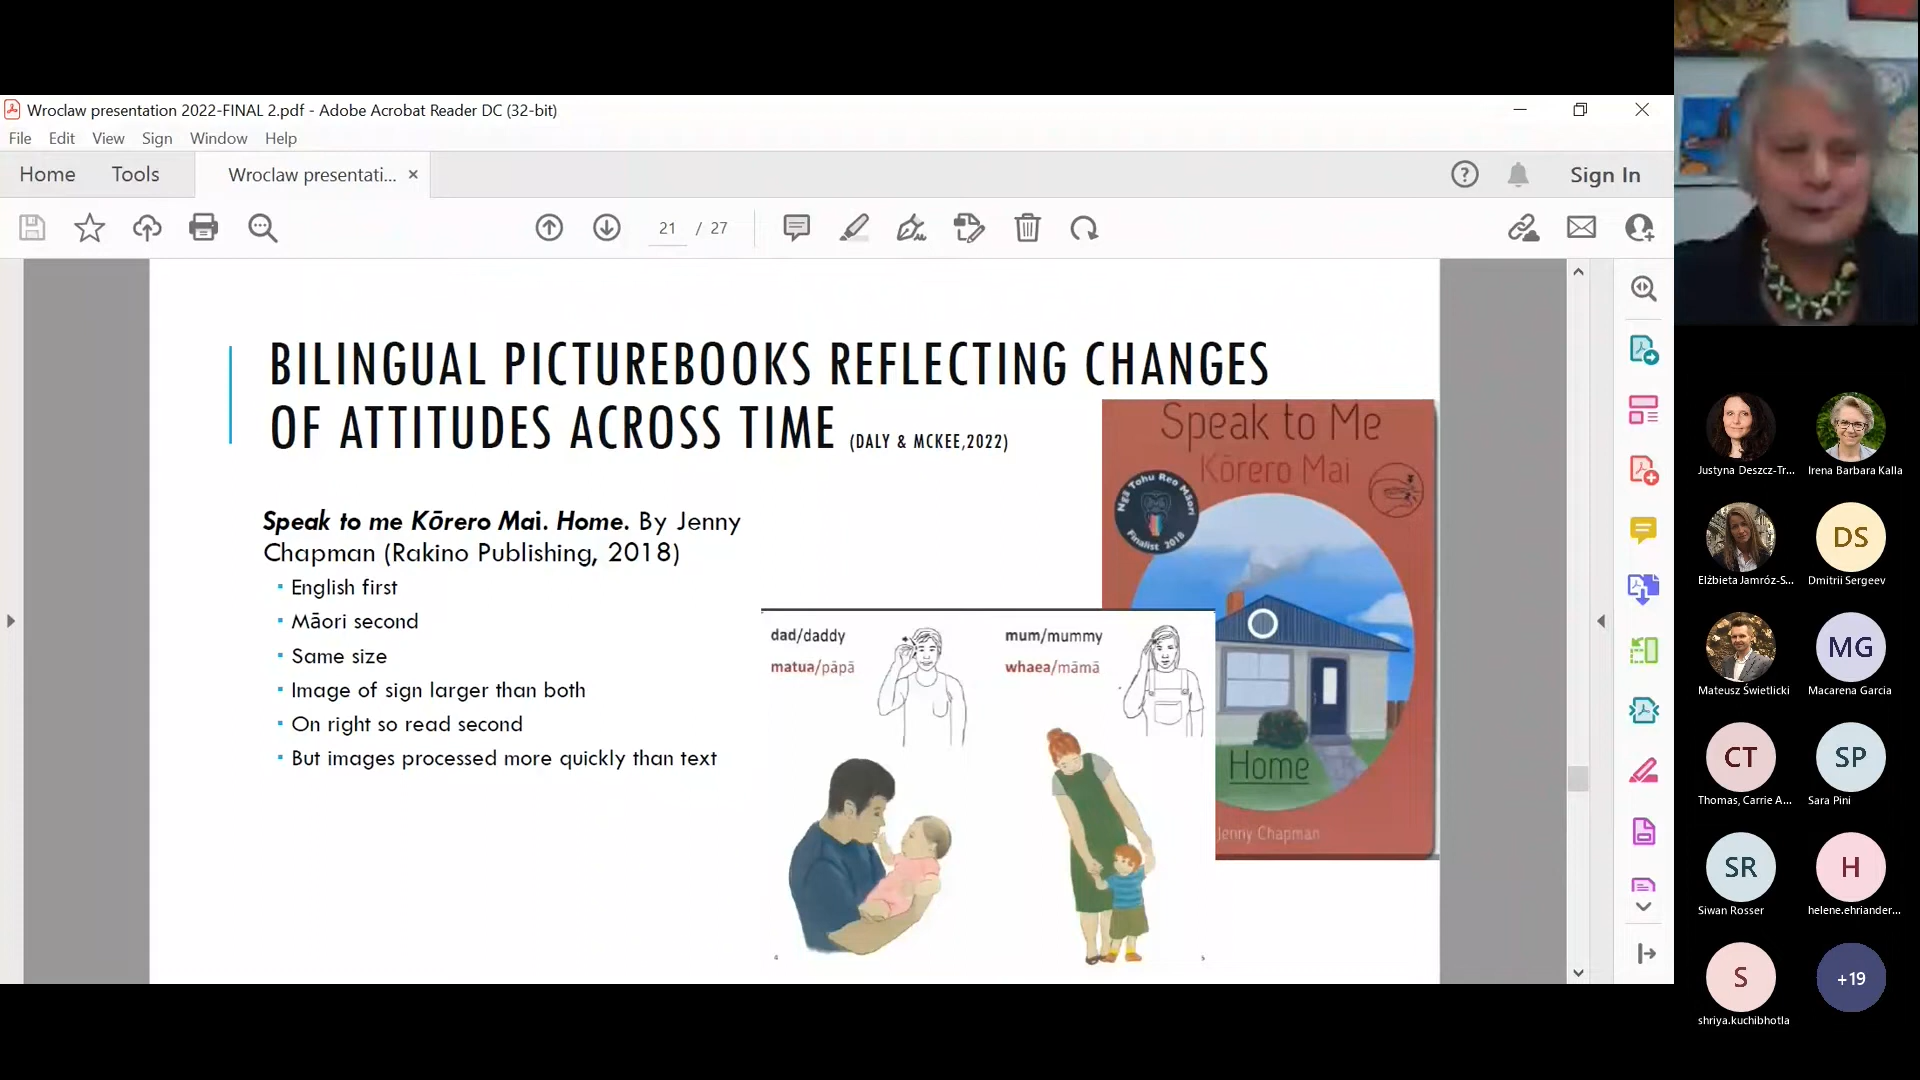 Wroclaw presentation 2022-FINAL 2.pdf - Adobe Acrobat Reader DC (32-bit)
File Edit View Sign Window Help
Home Tools Wroclaw presentati... × Sign In
21 / 27
BILINGUAL PICTUREBOOKS REFLECTING CHANGES
OF ATTITUDES ACROSS TIME (DALY & MCKEE,2022)
Speak to me Kōrero Mai. Home. By Jenny
Chapman (Rakino Publishing, 2018)
▪ English first
▪ Māori second
▪ Same size
▪ Image of sign larger than both
▪ On right so read second
▪ But images processed more quickly than text
dad/daddy
matua/pāpā
mum/mummy
whaea/māmā
Speak to Me
Kōrero Mai
Ngā Tohu Reo Māori
Finalist 2018
Home
Jenny Chapman
Justyna Deszcz-Tr...
Irena Barbara Kalla
Elżbieta Jamróz-S...
DS
Dmitrii Sergeev
Mateusz Świetlicki
MG
Macarena Garcia
CT
Thomas, Carrie A...
SP
Sara Pini
SR
Siwan Rosser
H
helene.ehriander...
S
shriya.kuchibhotla
+19